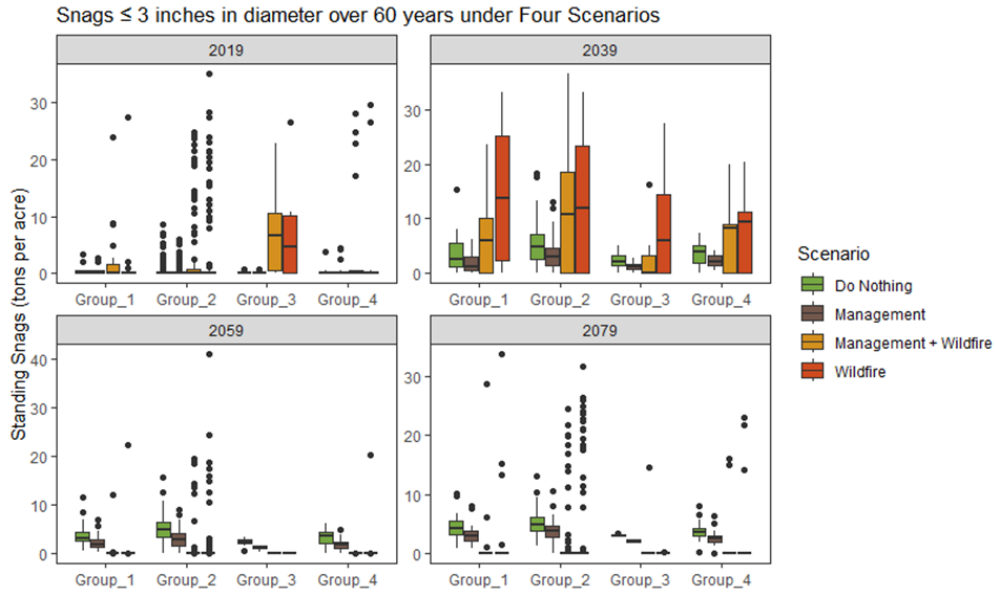 Snags ≤ 3 inches in diameter over 60 years under Four Scenarios
2019
2039
30
20
10
0
30
20
10
0
Group_1 Group_2 Group_3 Group_4
Group_1 Group_2 Group_3 Group_4
Standing Snags (tons per acre)
2059
2079
40
30
20
10
0
30
20
10
0
Group_1 Group_2 Group_3 Group_4
Group_1 Group_2 Group_3 Group_4
Scenario
Do Nothing
Management
Management + Wildfire
Wildfire